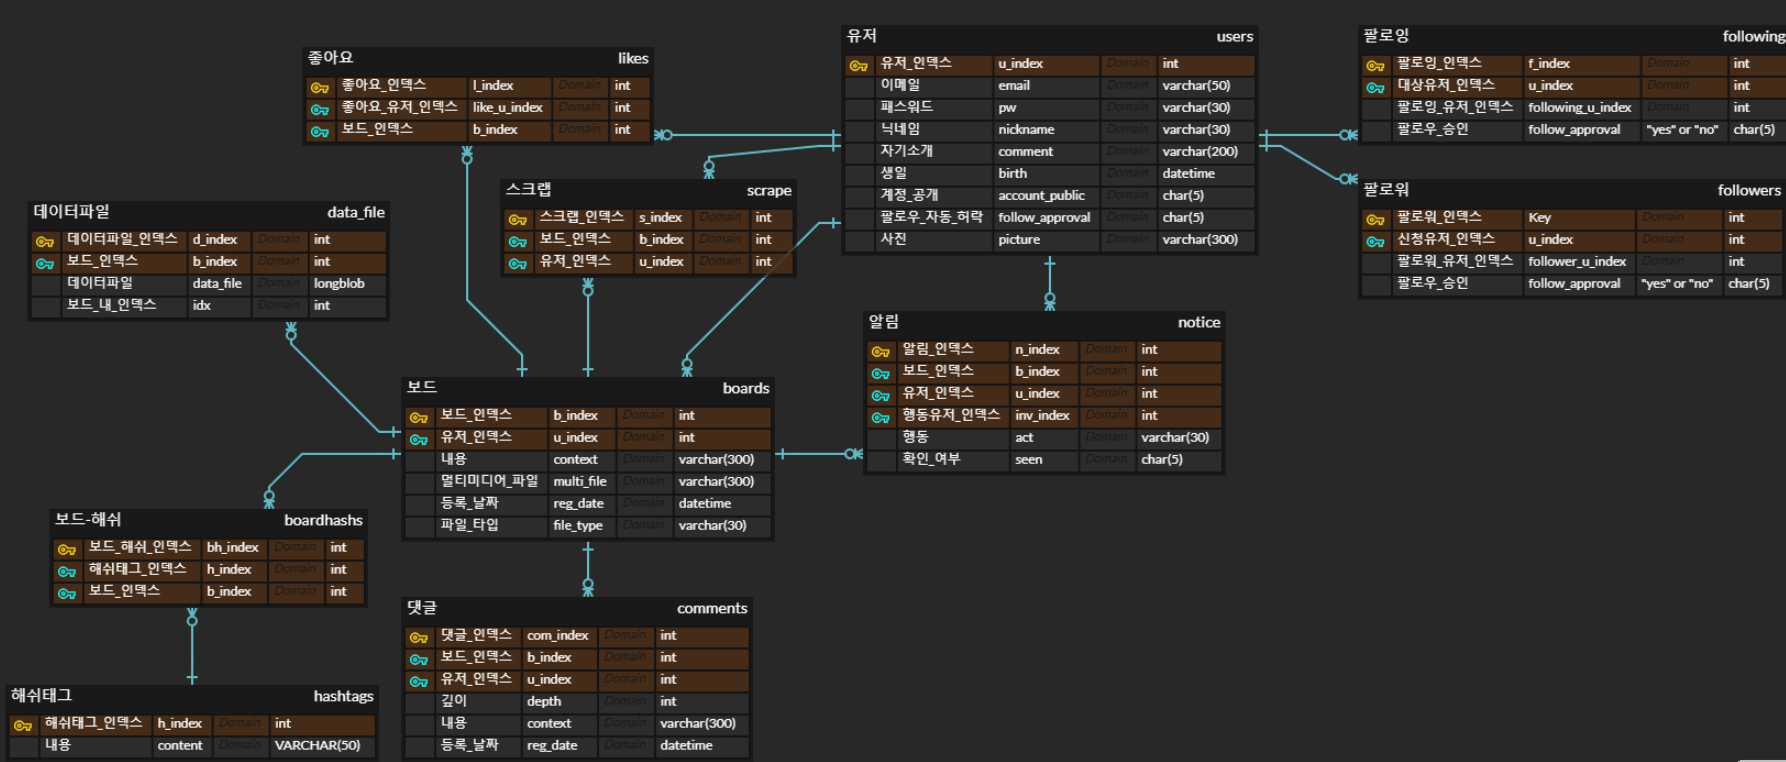 좋아요 likes
좋아요_인덱스 l_index Domain int
좋아요_유저_인덱스 like_u_index Domain int
보드_인덱스 b_index Domain int
유저 users
유저_인덱스 u_index Domain int
이메일 email Domain varchar(50)
패스워드 pw Domain varchar(30)
닉네임 nickname Domain varchar(30)
자기소개 comment Domain varchar(200)
생일 birth Domain datetime
계정_공개 account_public Domain char(5)
팔로우_자동_허락 follow_approval Domain char(5)
사진 picture Domain varchar(300)
팔로잉 following
팔로잉_인덱스 f_index Domain int
대상유저_인덱스 u_index Domain int
팔로잉_유저_인덱스 following_u_index Domain int
팔로우_승인 follow_approval "yes" or "no" char(5)
팔로워 followers
팔로워_인덱스 Key Domain int
신청유저_인덱스 u_index Domain int
팔로워_유저_인덱스 follower_u_index Domain int
팔로우_승인 follow_approval "yes" or "no" char(5)
스크랩 scrape
스크랩_인덱스 s_index Domain int
보드_인덱스 b_index Domain int
유저_인덱스 u_index Domain int
데이터파일 data_file
데이터파일_인덱스 d_index Domain int
보드_인덱스 b_index Domain int
데이터파일 data_file Domain longblob
보드_내_인덱스 idx Domain int
알림 notice
알림_인덱스 n_index Domain int
보드_인덱스 b_index Domain int
유저_인덱스 u_index Domain int
행동유저_인덱스 inv_index Domain int
행동 act Domain varchar(30)
확인_여부 seen Domain char(5)
보드 boards
보드_인덱스 b_index Domain int
유저_인덱스 u_index Domain int
내용 context Domain varchar(300)
멀티미디어_파일 multi_file Domain varchar(300)
등록_날짜 reg_date Domain datetime
파일_타입 file_type Domain varchar(30)
보드-해쉬 boardhashs
보드_해쉬_인덱스 bh_index Domain int
해쉬태그_인덱스 h_index Domain int
보드_인덱스 b_index Domain int
댓글 comments
댓글_인덱스 com_index Domain int
보드_인덱스 b_index Domain int
유저_인덱스 u_index Domain int
깊이 depth Domain int
내용 context Domain varchar(300)
등록_날짜 reg_date Domain datetime
해쉬태그 hashtags
해쉬태그_인덱스 h_index Domain int
내용 content Domain VARCHAR(50)